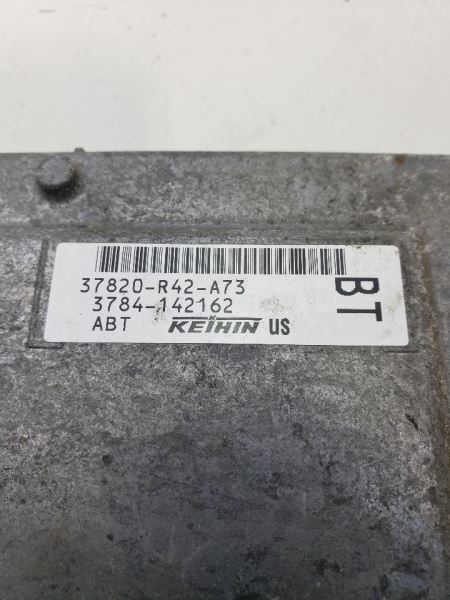 37820-R42-A73
3784-142162
ABT KEIHIN US
BT